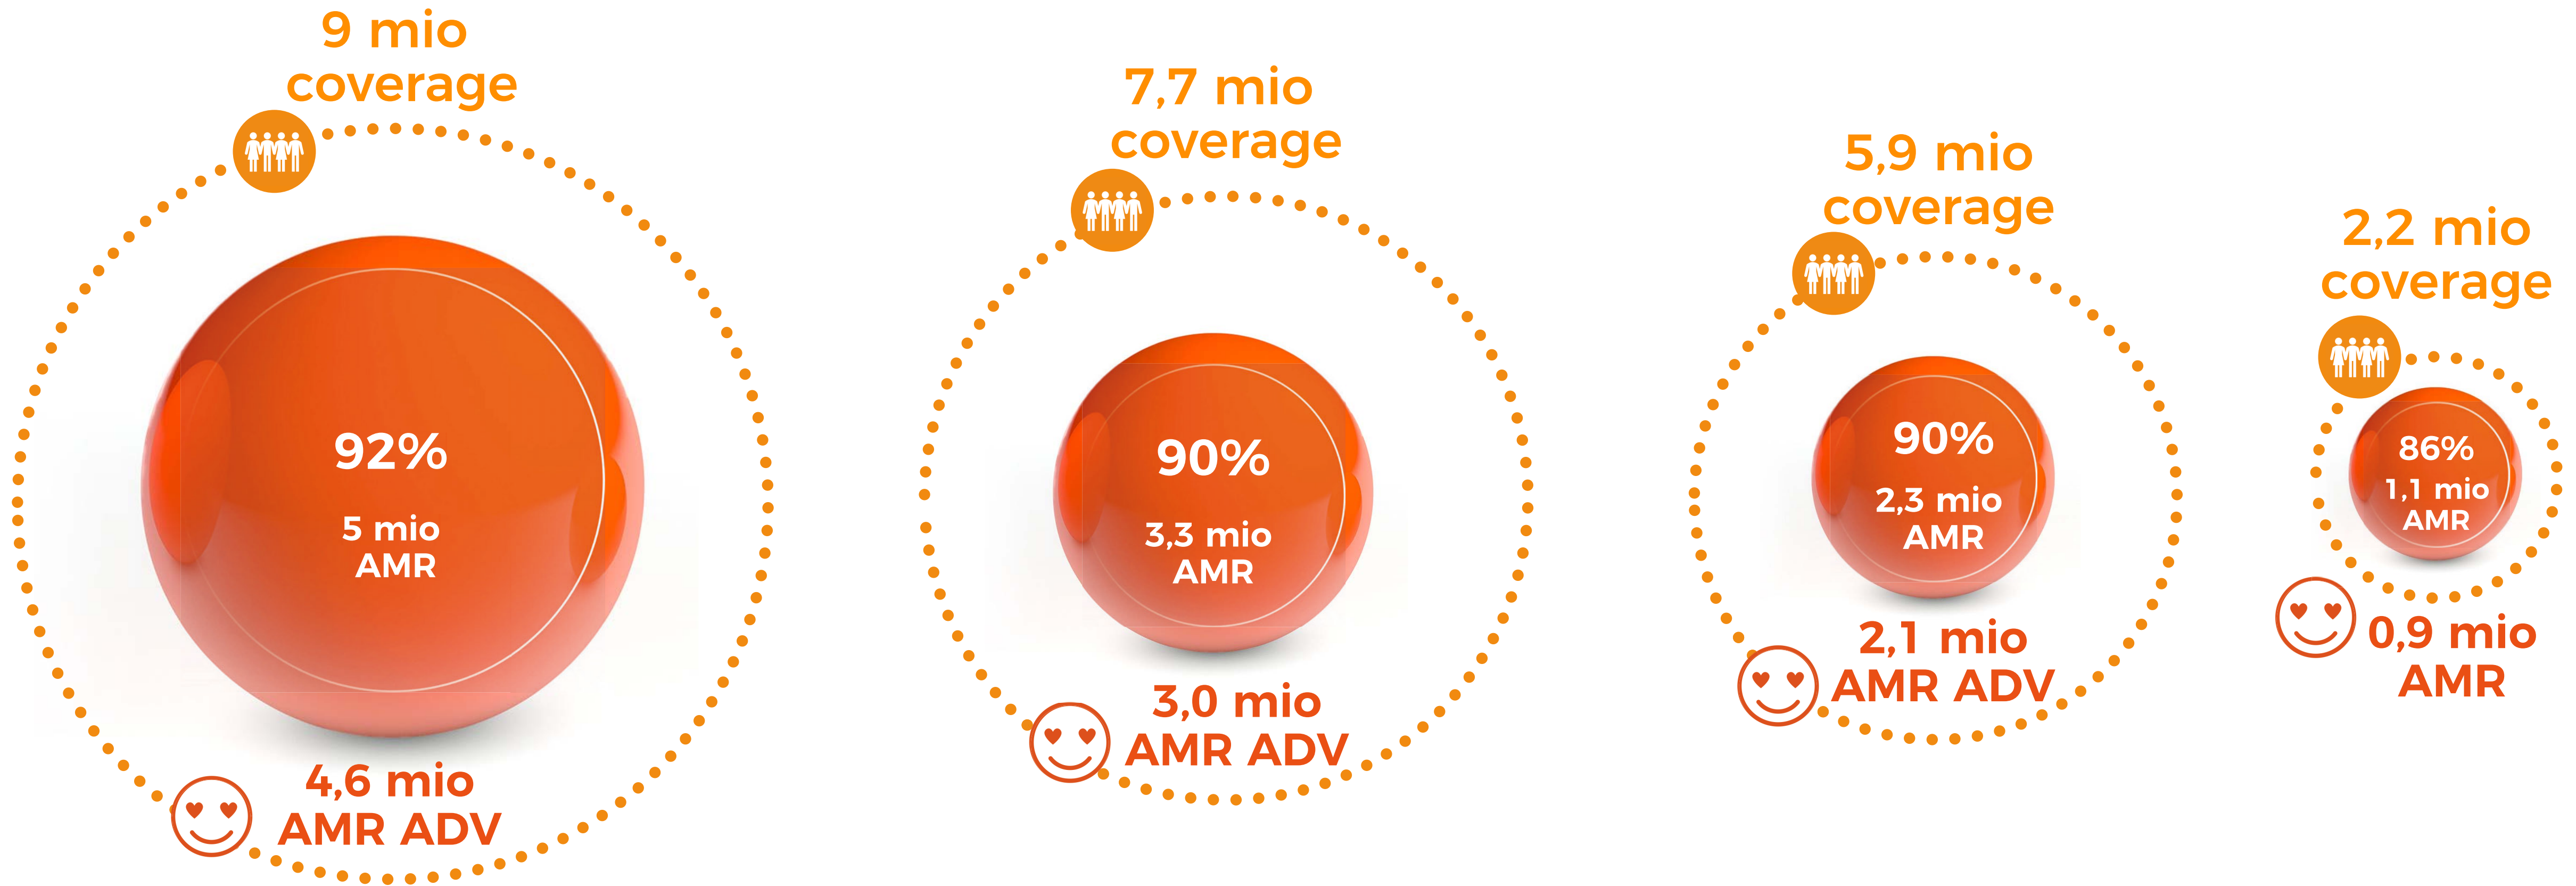 9 mio
coverage
92%
5 mio
AMR
4,6 mio
AMR ADV
7,7 mio
coverage
90%
3,3 mio
AMR
3,0 mio
AMR ADV
5,9 mio
coverage
90%
2,3 mio
AMR
2,1 mio
AMR ADV
2,2 mio
coverage
86%
1,1 mio
AMR
0,9 mio
AMR